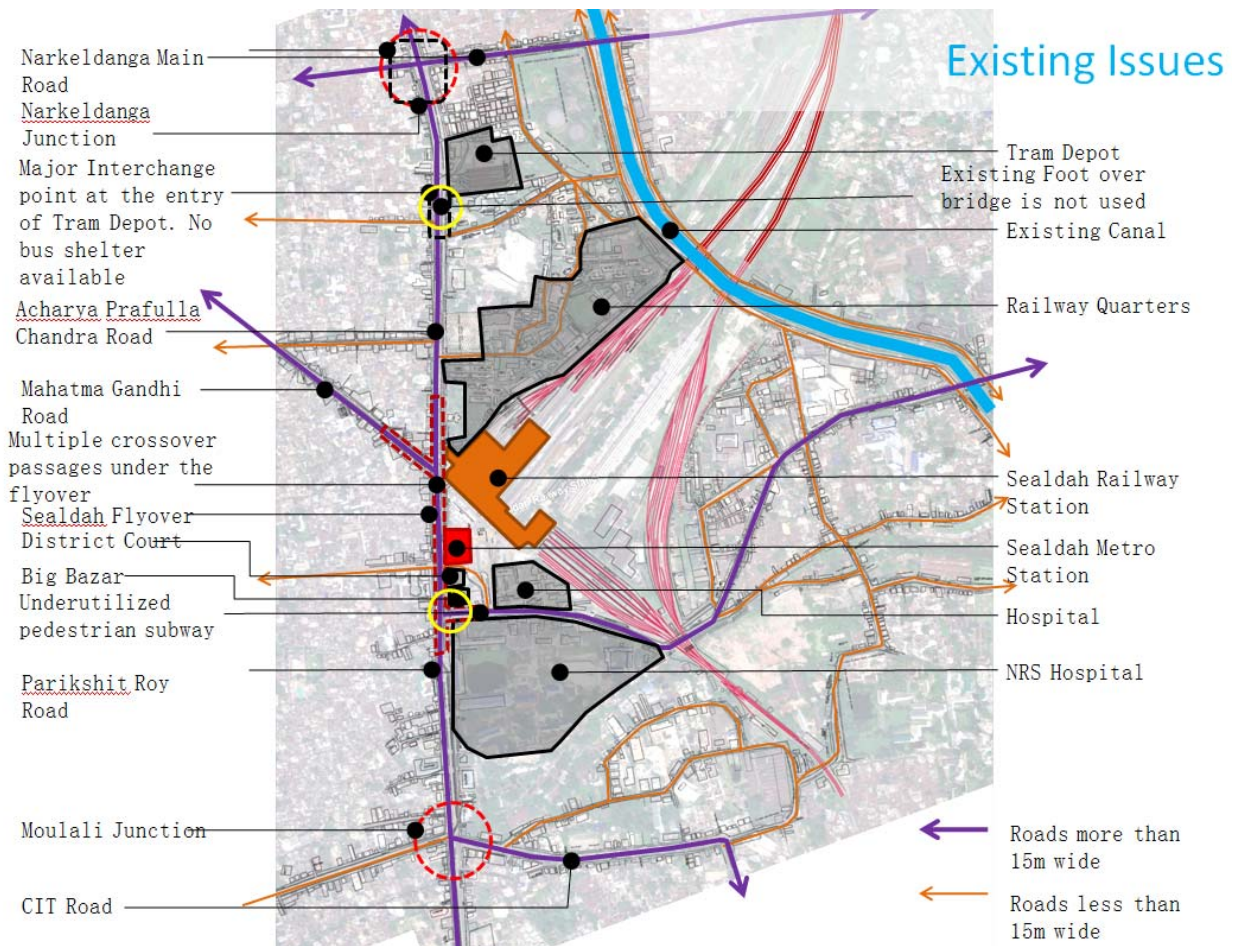 Existing Issues
Narkeldanga Main
Road
Narkeldanga
Junction
Major Interchange
point at the entry
of Tram Depot. No
bus shelter
available
Acharya Prafulla
Chandra Road
Mahatma Gandhi
Road
Multiple crossover
passages under the
flyover
Sealdah Flyover
District Court
Big Bazar
Underutilized
pedestrian subway
Parikshit Roy
Road
Moulali Junction
CIT Road
Tram Depot
Existing Foot over
bridge is not used
Existing Canal
Railway Quarters
Sealdah Railway
Station
Sealdah Metro
Station
Hospital
NRS Hospital
Roads more than
15m wide
Roads less than
15m wide